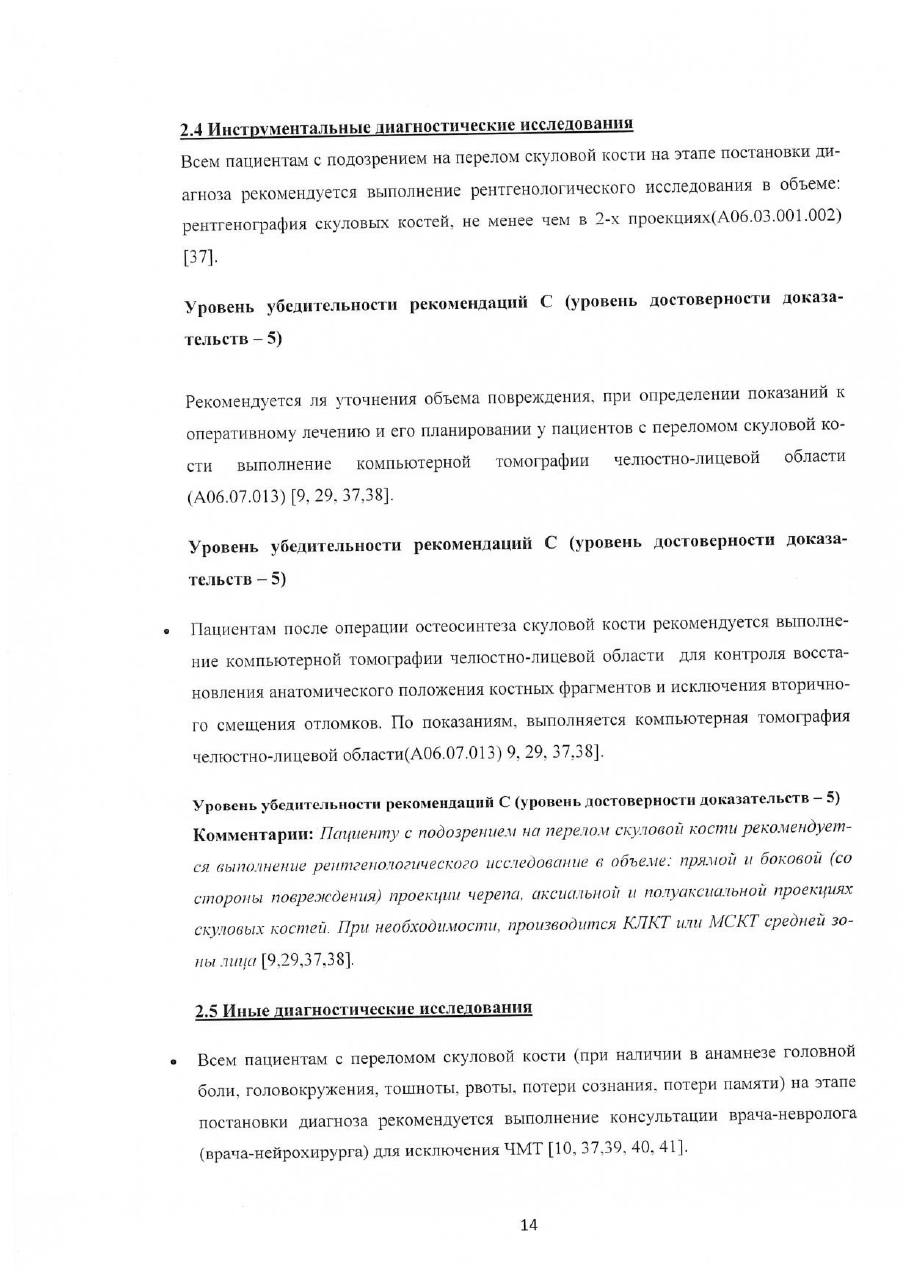 2.4 Инструментальные диагностические исследования
Всем пациентам с подозрением на перелом скуловой кости на этапе постановки ди-
агноза рекомендуется выполнение рентгенологического исследования в объеме:
рентгенография скуловых костей, не менее чем в 2-х проекциях(A06.03.001.002)
[37].
Уровень убедительности рекомендаций С (уровень достоверности доказа-
тельств – 5)
Рекомендуется ля уточнения объема повреждения, при определении показаний к
оперативному лечению и его планировании у пациентов с переломом скуловой ко-
сти выполнение компьютерной томографии челюстно-лицевой области
(A06.07.013) [9, 29, 37,38].
Уровень убедительности рекомендаций С (уровень достоверности доказа-
тельств – 5)
• Пациентам после операции остеосинтеза скуловой кости рекомендуется выполне-
ние компьютерной томографии челюстно-лицевой области для контроля восста-
новления анатомического положения костных фрагментов и исключения вторично-
го смещения отломков. По показаниям, выполняется компьютерная томография
челюстно-лицевой области(A06.07.013) 9, 29, 37,38].
Уровень убедительности рекомендаций С (уровень достоверности доказательств – 5)
Комментарии: Пациенту с подозрением на перелом скуловой кости рекомендует-
ся выполнение рентгенологического исследование в объеме: прямой и боковой (со
стороны повреждения) проекции черепа, аксиальной и полуаксиальной проекциях
скуловых костей. При необходимости, производится КЛКТ или МСКТ средней зо-
ны лица [9,29,37,38].
2.5 Иные диагностические исследования
• Всем пациентам с переломом скуловой кости (при наличии в анамнезе головной
боли, головокружения, тошноты, рвоты, потери сознания, потери памяти) на этапе
постановки диагноза рекомендуется выполнение консультации врача-невролога
(врача-нейрохирурга) для исключения ЧМТ [10, 37,39, 40, 41].
14